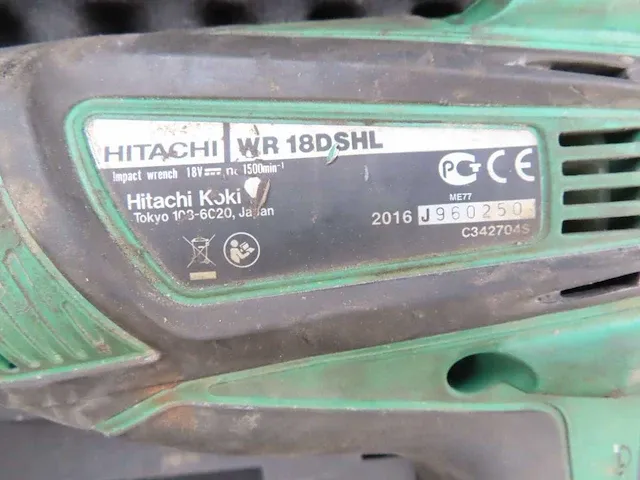 HITACHI WR 18DSHL
Impact wrench 18V⎓ n₀ 1500min⁻¹
Hitachi Koki
Tokyo 108-6020, Japan
CE
ME77
2016 J960250
C342704S